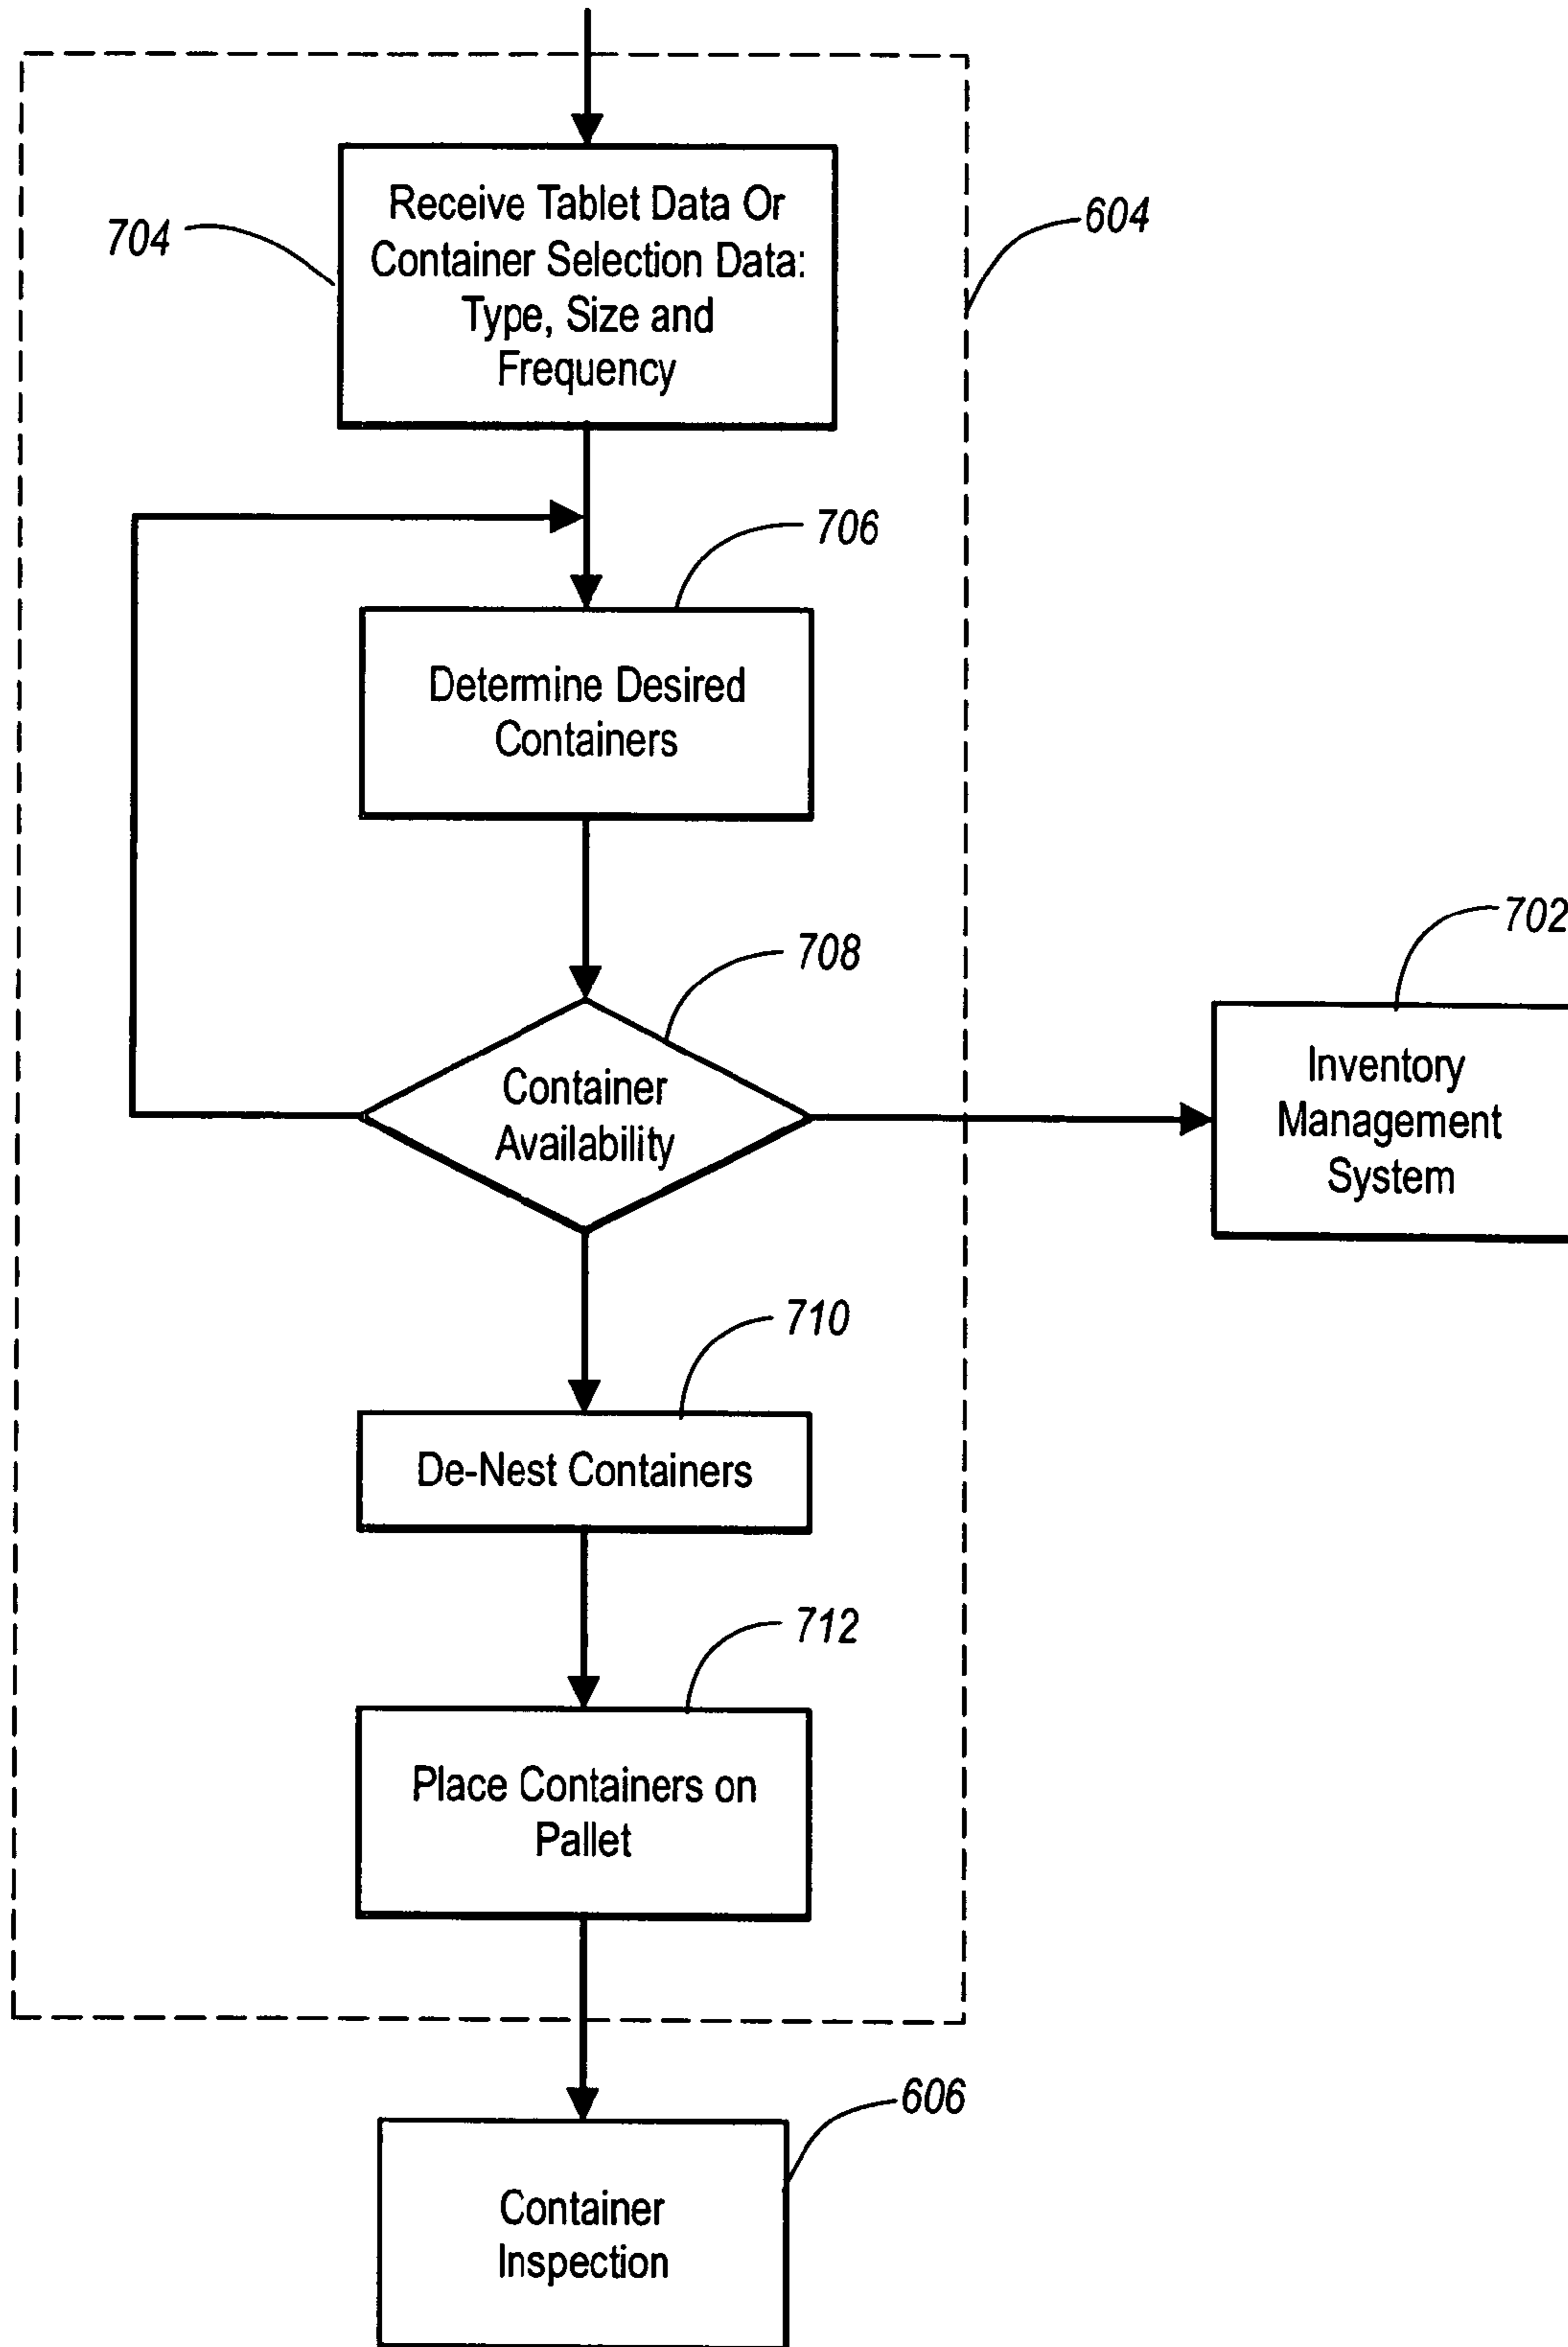 704
Receive Tablet Data Or
Container Selection Data:
Type, Size and
Frequency
604
706
Determine Desired
Containers
708
Container
Availability
702
Inventory
Management
System
710
De-Nest Containers
712
Place Containers on
Pallet
606
Container
Inspection